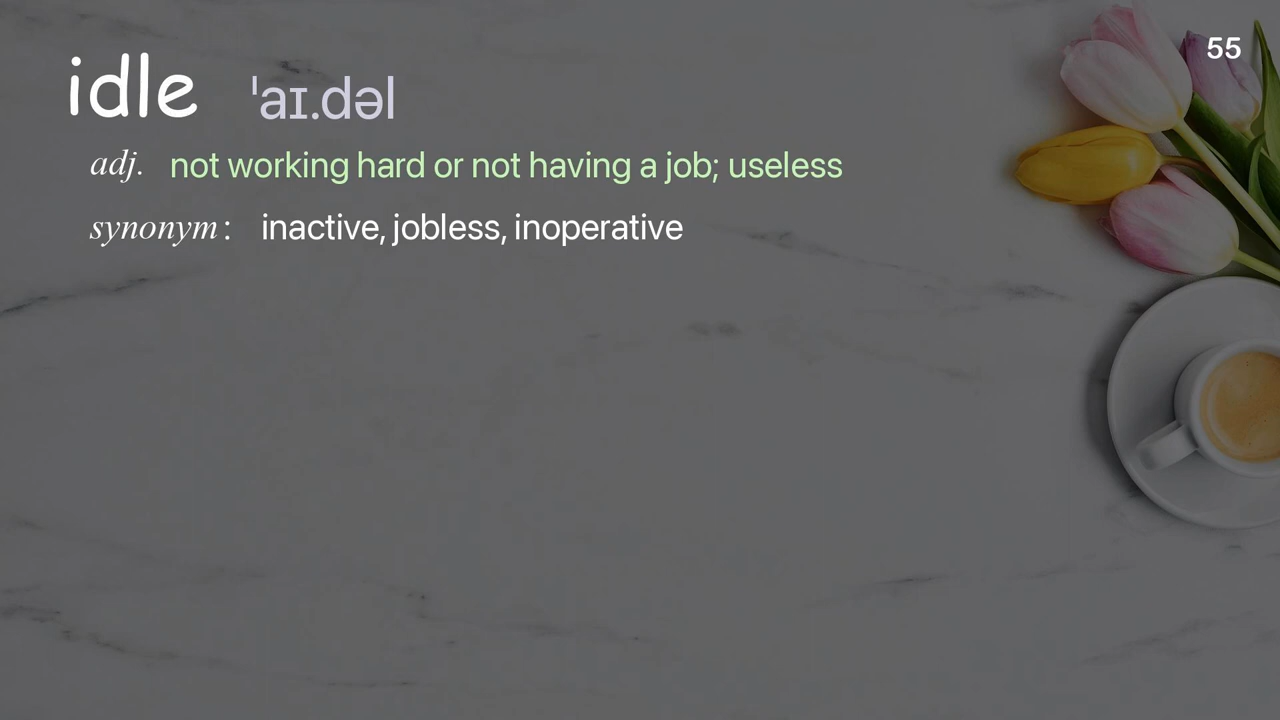 55
idle ˈaɪ.dəl
adj. not working hard or not having a job; useless
synonym: inactive, jobless, inoperative